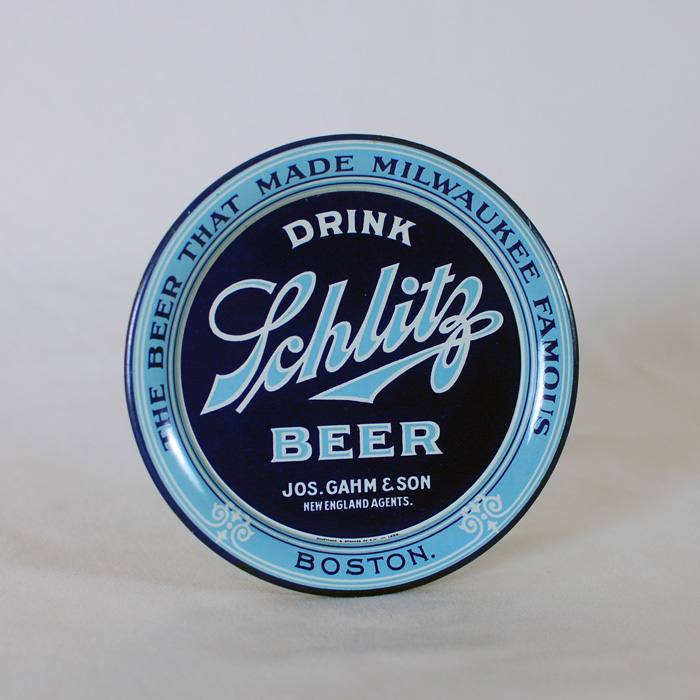 THE BEER THAT MADE MILWAUKEE FAMOUS
DRINK
Schlitz
BEER
JOS. GAHM & SON
NEW ENGLAND AGENTS.
BOSTON.